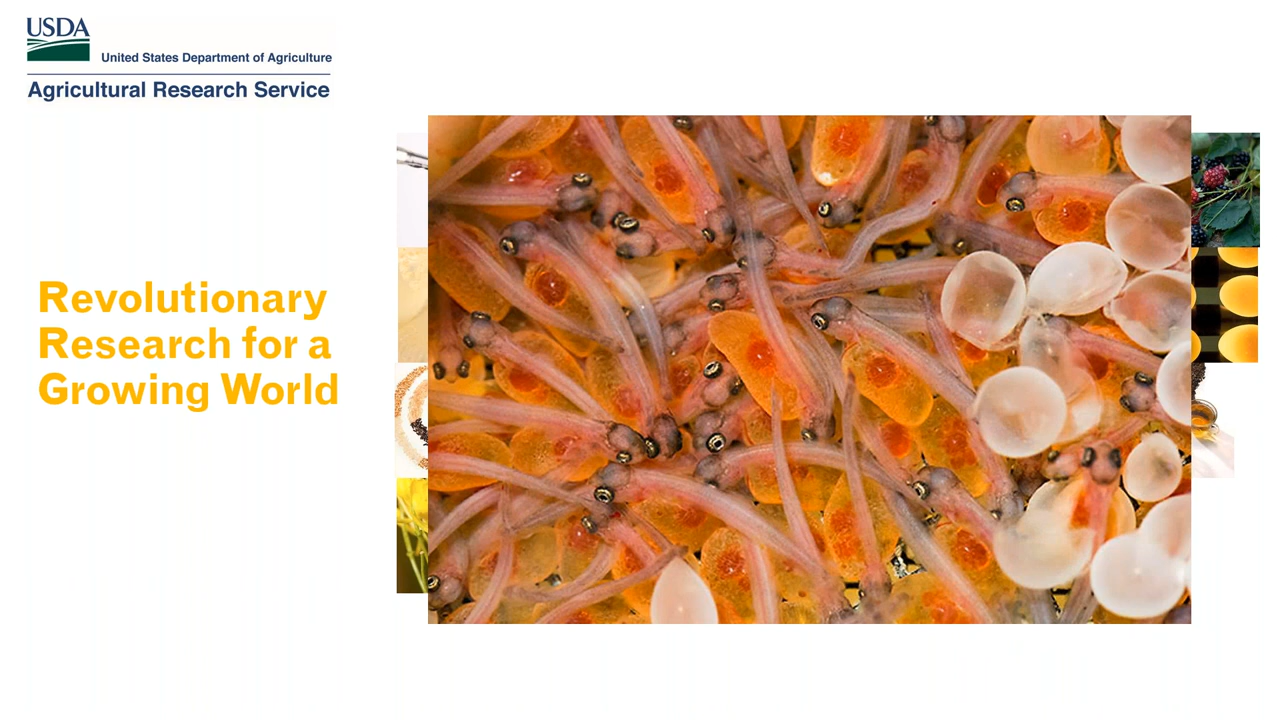 USDA
United States Department of Agriculture
Agricultural Research Service
Revolutionary
Research for a
Growing World